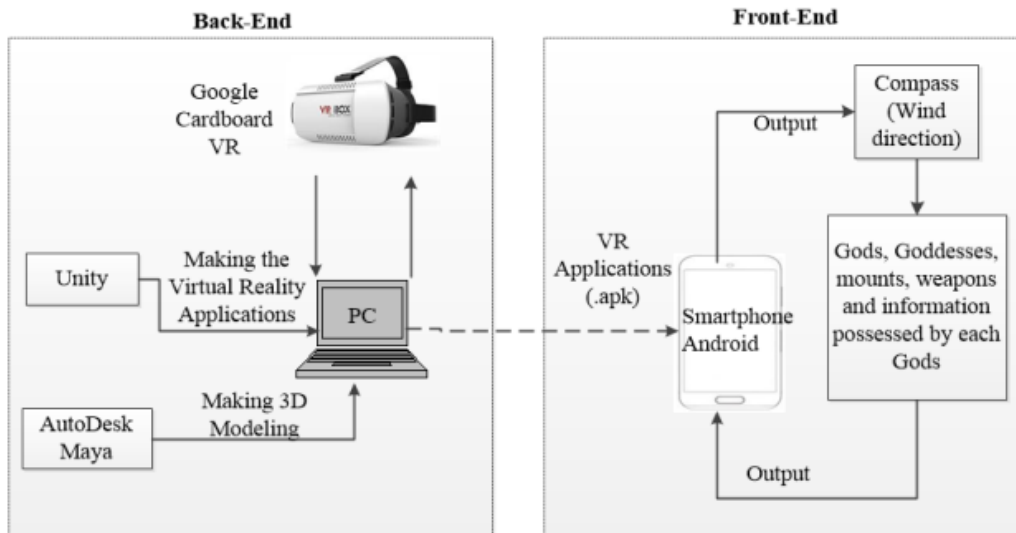 Back-End
Google
Cardboard
VR
VR BOX
Unity
Making the
Virtual Reality
Applications
PC
AutoDesk
Maya
Making 3D
Modeling
VR
Applications
(.apk)
Front-End
Output
Compass
(Wind
direction)
Smartphone
Android
Gods, Goddesses,
mounts, weapons
and information
possessed by each
Gods
Output